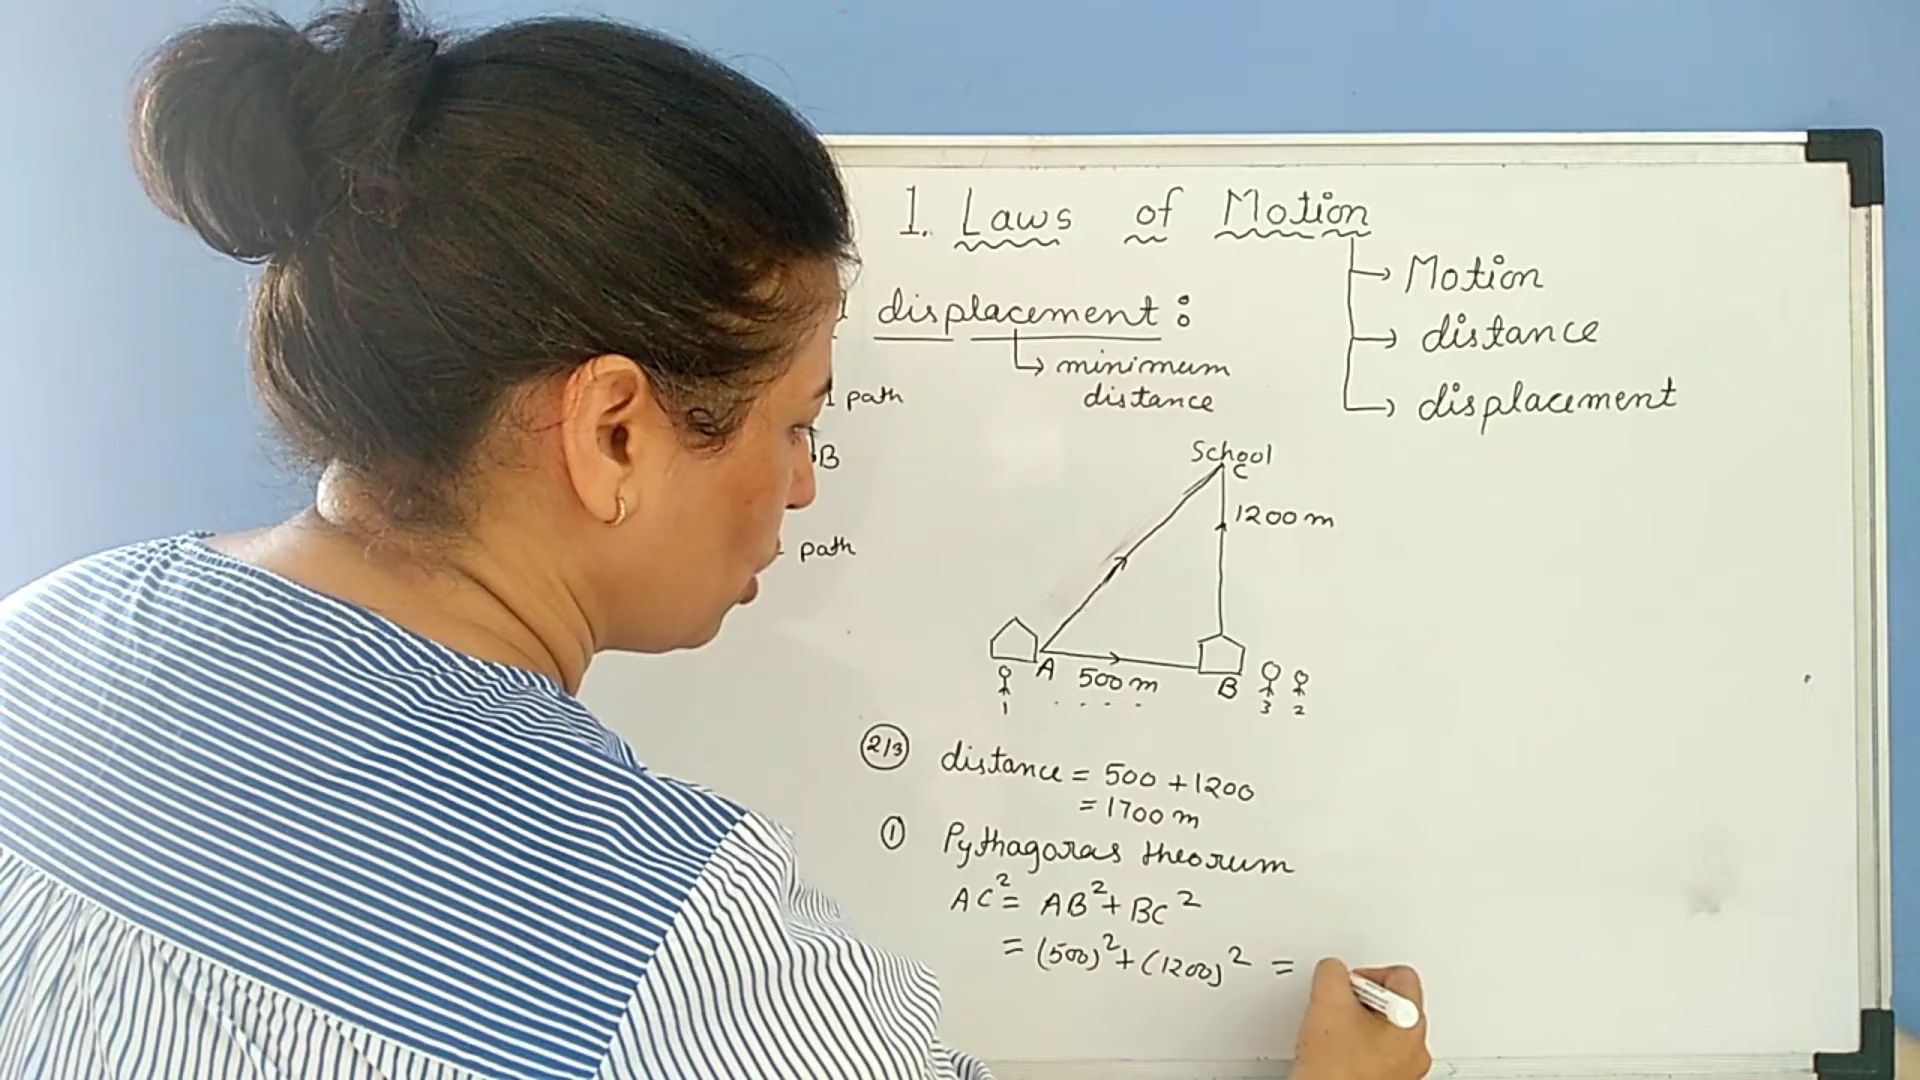 1. Laws of Motion
Motion
distance
displacement
displacement :
minimum
distance
path
B
path
School
C
1200 m
A
500 m
B
1
3 2
2/3 distance = 500 + 1200
= 1700 m
1 Pythagoras theorum
AC² = AB² + BC²
= (500)² + (1200)² =